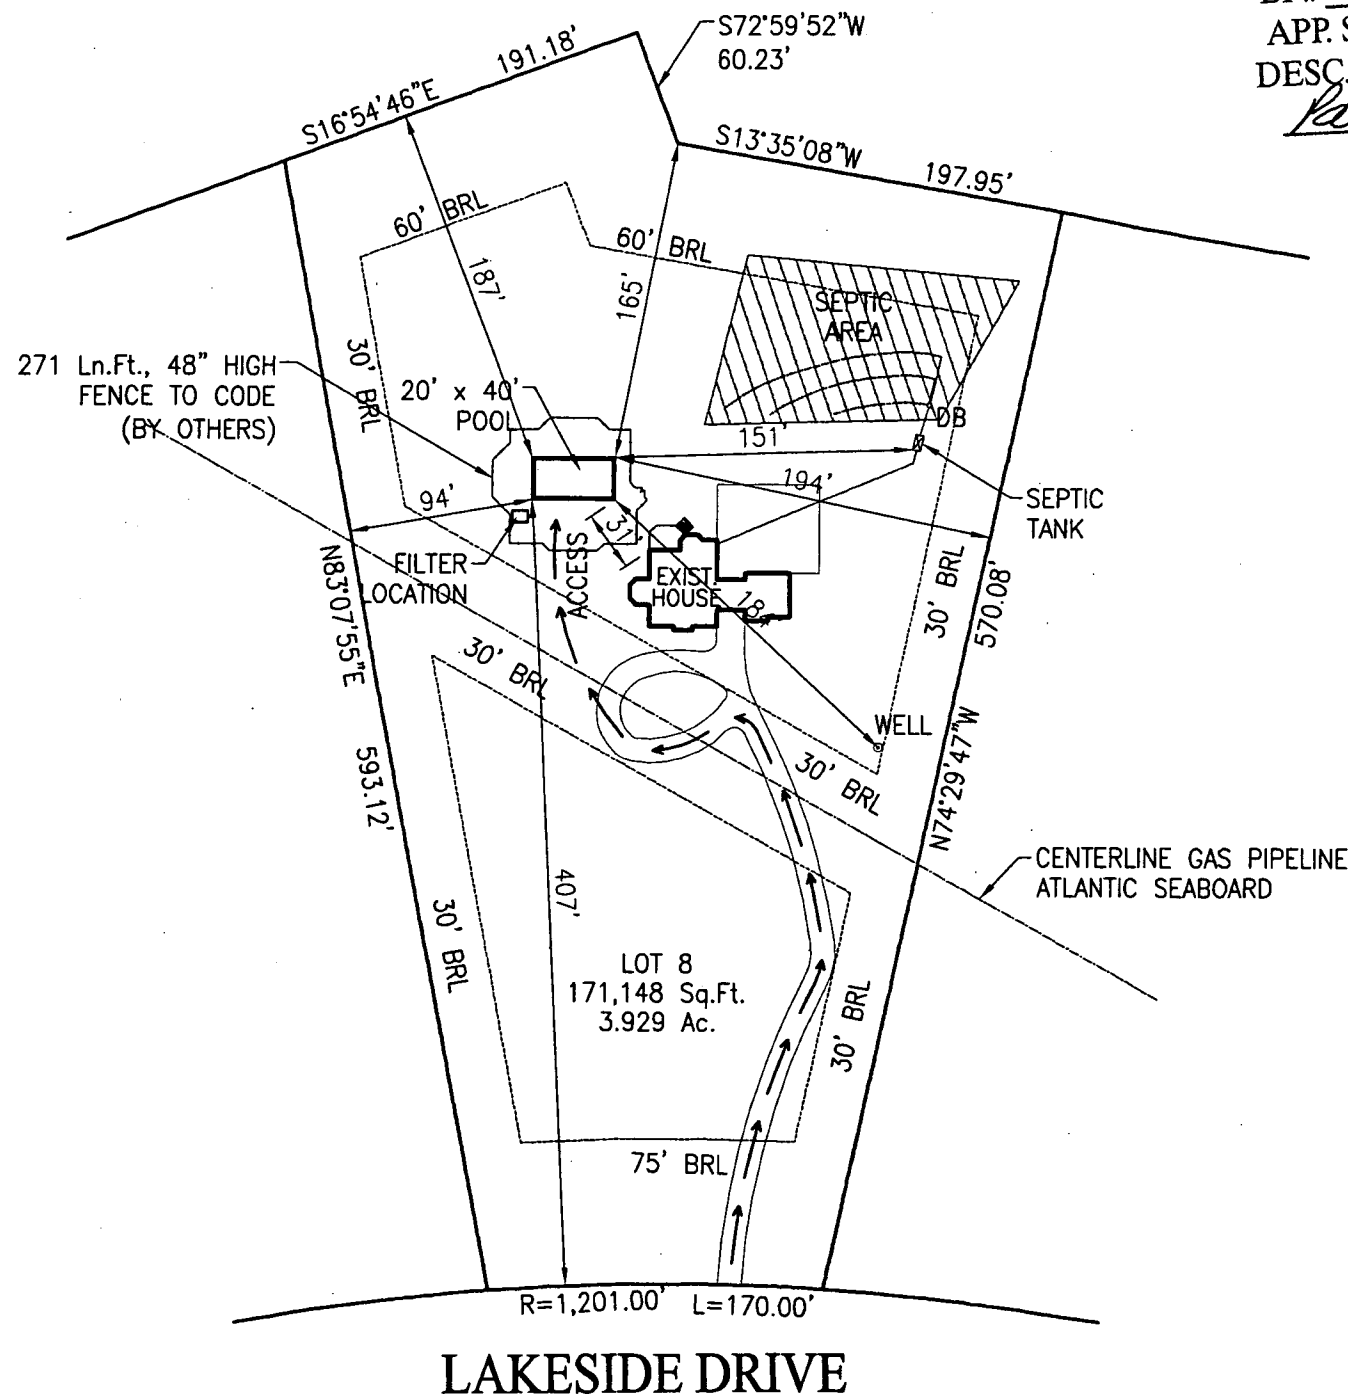 S72°59'52"W
60.23'
APP. S
DESC.
191.18'
S16°54'46"E
S13°35'08"W
197.95'
60' BRL
60' BRL
187'
165'
SEPTIC
AREA
271 Ln.Ft., 48" HIGH
FENCE TO CODE
(BY OTHERS)
30' BRL
20' x 40'
POOL
DB
151'
194'
94'
SEPTIC
TANK
31'
FILTER
LOCATION
ACCESS
EXIST.
HOUSE
N83°07'55"E
593.12'
30' BRL
570.08'
N74°29'47"W
30' BRL
WELL
30' BRL
CENTERLINE GAS PIPELINE
ATLANTIC SEABOARD
407'
30' BRL
LOT 8
171,148 Sq.Ft.
3.929 Ac.
30' BRL
75' BRL
R=1,201.00' L=170.00'
LAKESIDE DRIVE